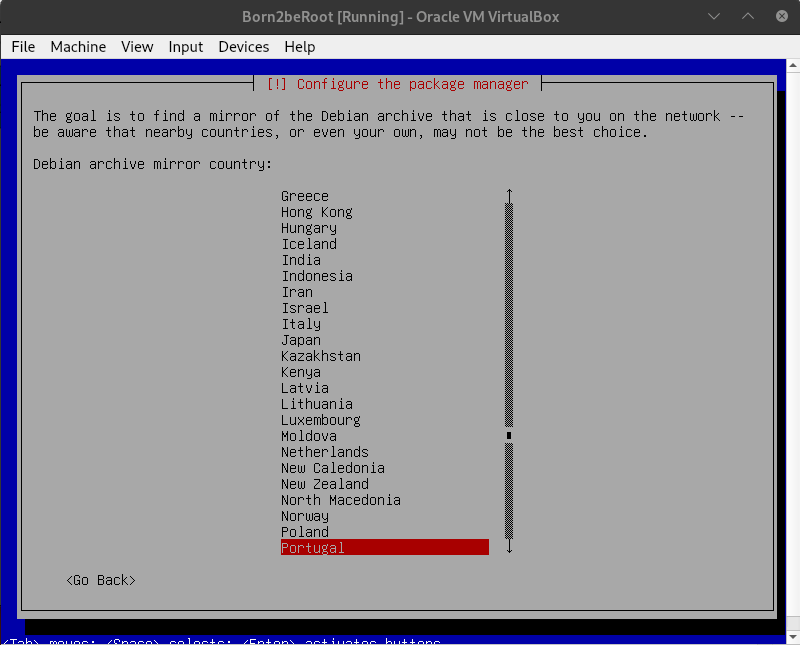 Born2beRoot [Running] - Oracle VM VirtualBox
File Machine View Input Devices Help
[!] Configure the package manager
The goal is to find a mirror of the Debian archive that is close to you on the network --
be aware that nearby countries, or even your own, may not be the best choice.
Debian archive mirror country:
Greece
Hong Kong
Hungary
Iceland
India
Indonesia
Iran
Israel
Italy
Japan
Kazakhstan
Kenya
Latvia
Lithuania
Luxembourg
Moldova
Netherlands
New Caledonia
New Zealand
North Macedonia
Norway
Poland
Portugal
<Go Back>
<Tab> moves; <Space> selects; <Enter> activates buttons